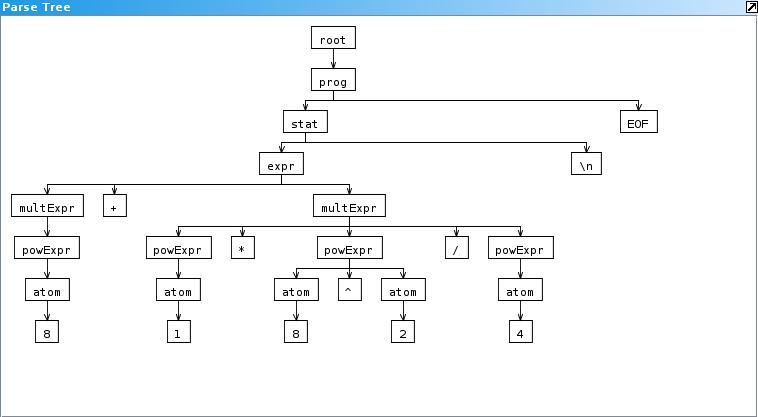 Parse Tree
root
prog
stat EOF
expr \n
multExpr + multExpr
powExpr powExpr * powExpr / powExpr
atom atom atom ^ atom atom
8 1 8 2 4